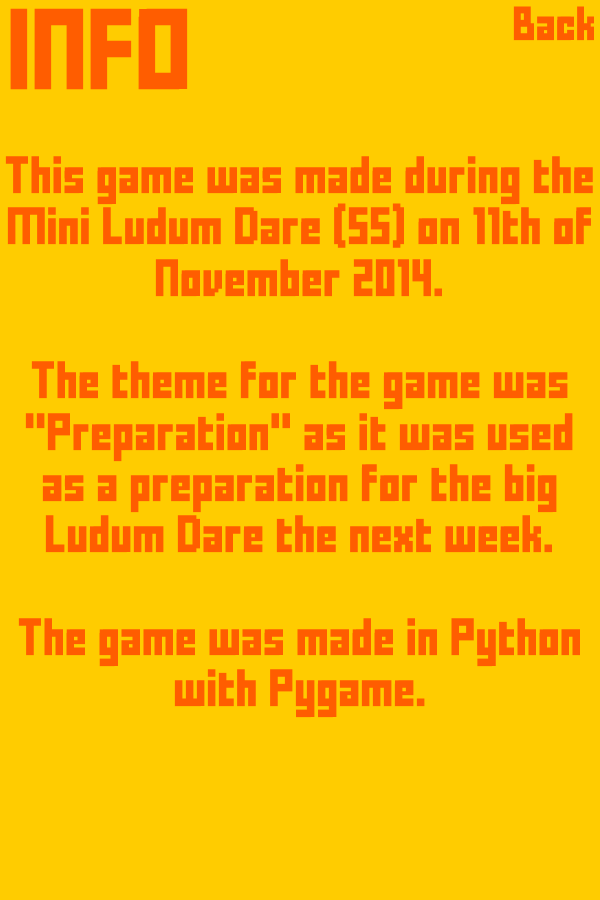 INFO
Back
This game was made during the
Mini Ludum Dare (55) on 11th of
November 2014.
The theme for the game was
"Preparation" as it was used
as a preparation for the big
Ludum Dare the next week.
The game was made in Python
with Pygame.